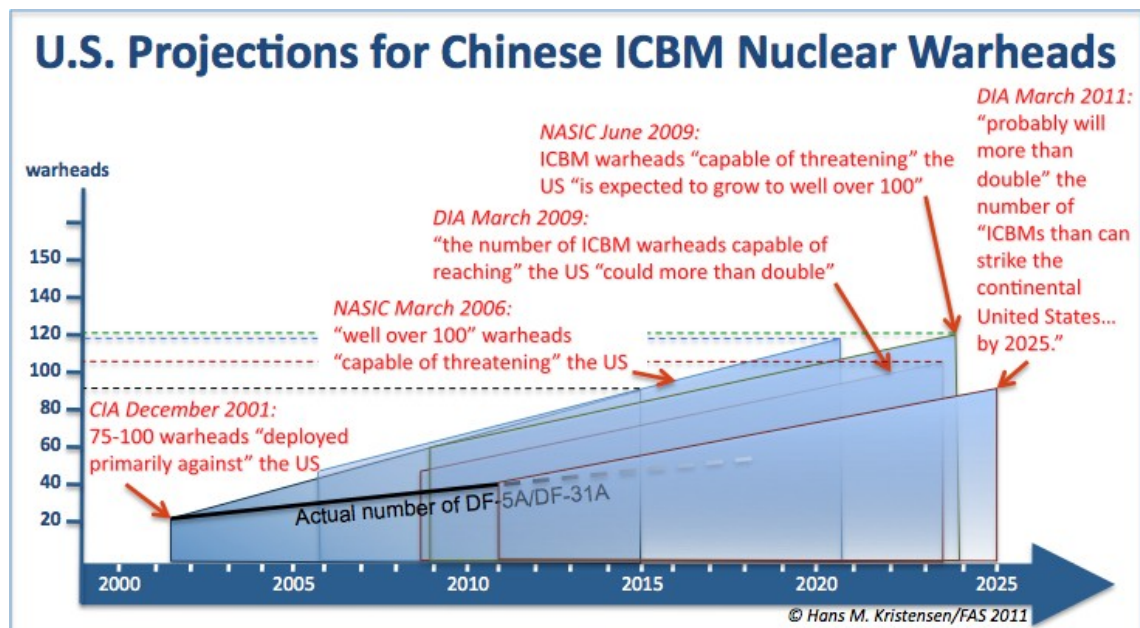 U.S. Projections for Chinese ICBM Nuclear Warheads
DIA March 2011:
"probably will
more than
double" the
number of
"ICBMs than can
strike the
continental
United States...
by 2025."
NASIC June 2009:
ICBM warheads "capable of threatening" the
US "is expected to grow to well over 100"
DIA March 2009:
"the number of ICBM warheads capable of
reaching" the US "could more than double"
NASIC March 2006:
"well over 100" warheads
"capable of threatening" the US
CIA December 2001:
75-100 warheads "deployed
primarily against" the US
warheads
150
140
120
100
80
60
40
20
Actual number of DF-5A/DF-31A
2000 2005 2010 2015 2020 2025
© Hans M. Kristensen/FAS 2011